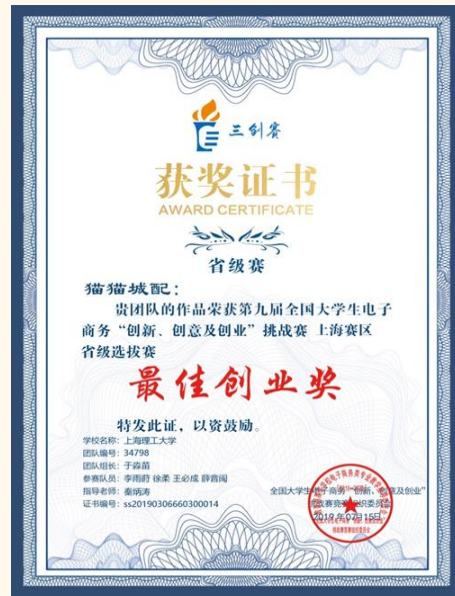 三创赛
获奖证书
AWARD CERTIFICATE
省级赛
猫猫城配：
贵团队的作品荣获第九届全国大学生电子
商务“创新、创意及创业”挑战赛 上海赛区
省级选拔赛
最佳创业奖
特发此证，以资鼓励。
学校名称：上海理工大学
团队编号：34798
团队组长：于淼苗
参赛队员：李雨莳 徐柔 王必成 薛音闽
指导老师：秦炳涛
证书编号：ss20190306660300014
全国大学生电子商务“创新、创意及创业”
挑战赛竞赛组织委员会
2019年07月15日